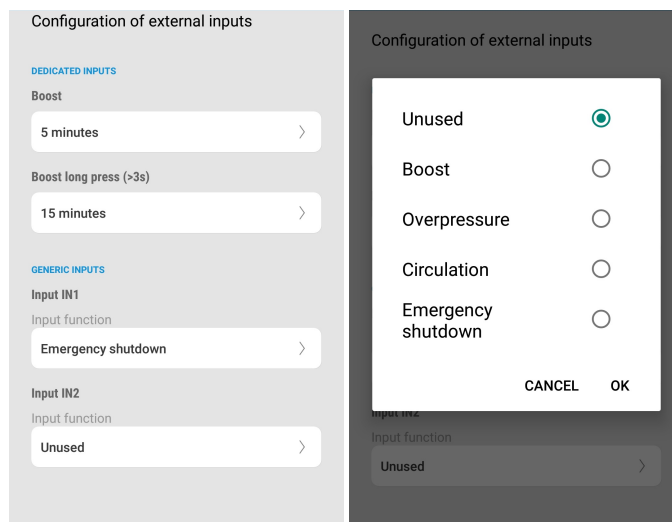 Configuration of external inputs
DEDICATED INPUTS
Boost
5 minutes
Boost long press (>3s)
15 minutes
GENERIC INPUTS
Input IN1
Input function
Emergency shutdown
Input IN2
Input function
Unused
Configuration of external inputs
Unused
Boost
Overpressure
Circulation
Emergency
shutdown
CANCEL OK
Input IN2
Input function
Unused